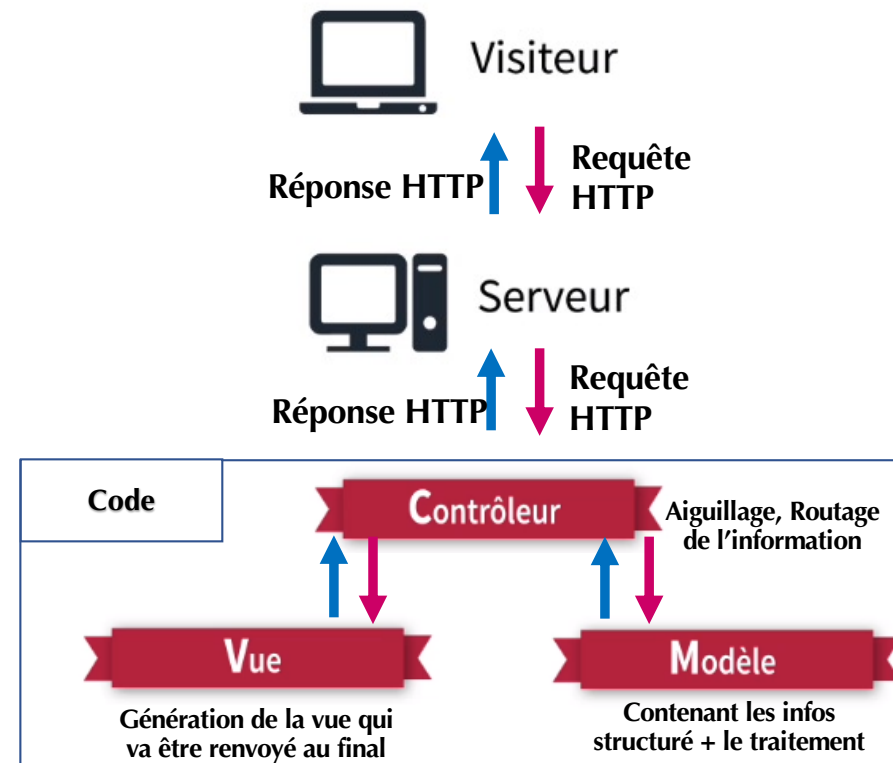 Visiteur
Réponse HTTP
Requête
HTTP
Serveur
Réponse HTTP
Requête
HTTP
Code
Contrôleur
Aiguillage, Routage
de l'information
Vue
Modèle
Génération de la vue qui
va être renvoyé au final
Contenant les infos
structuré + le traitement